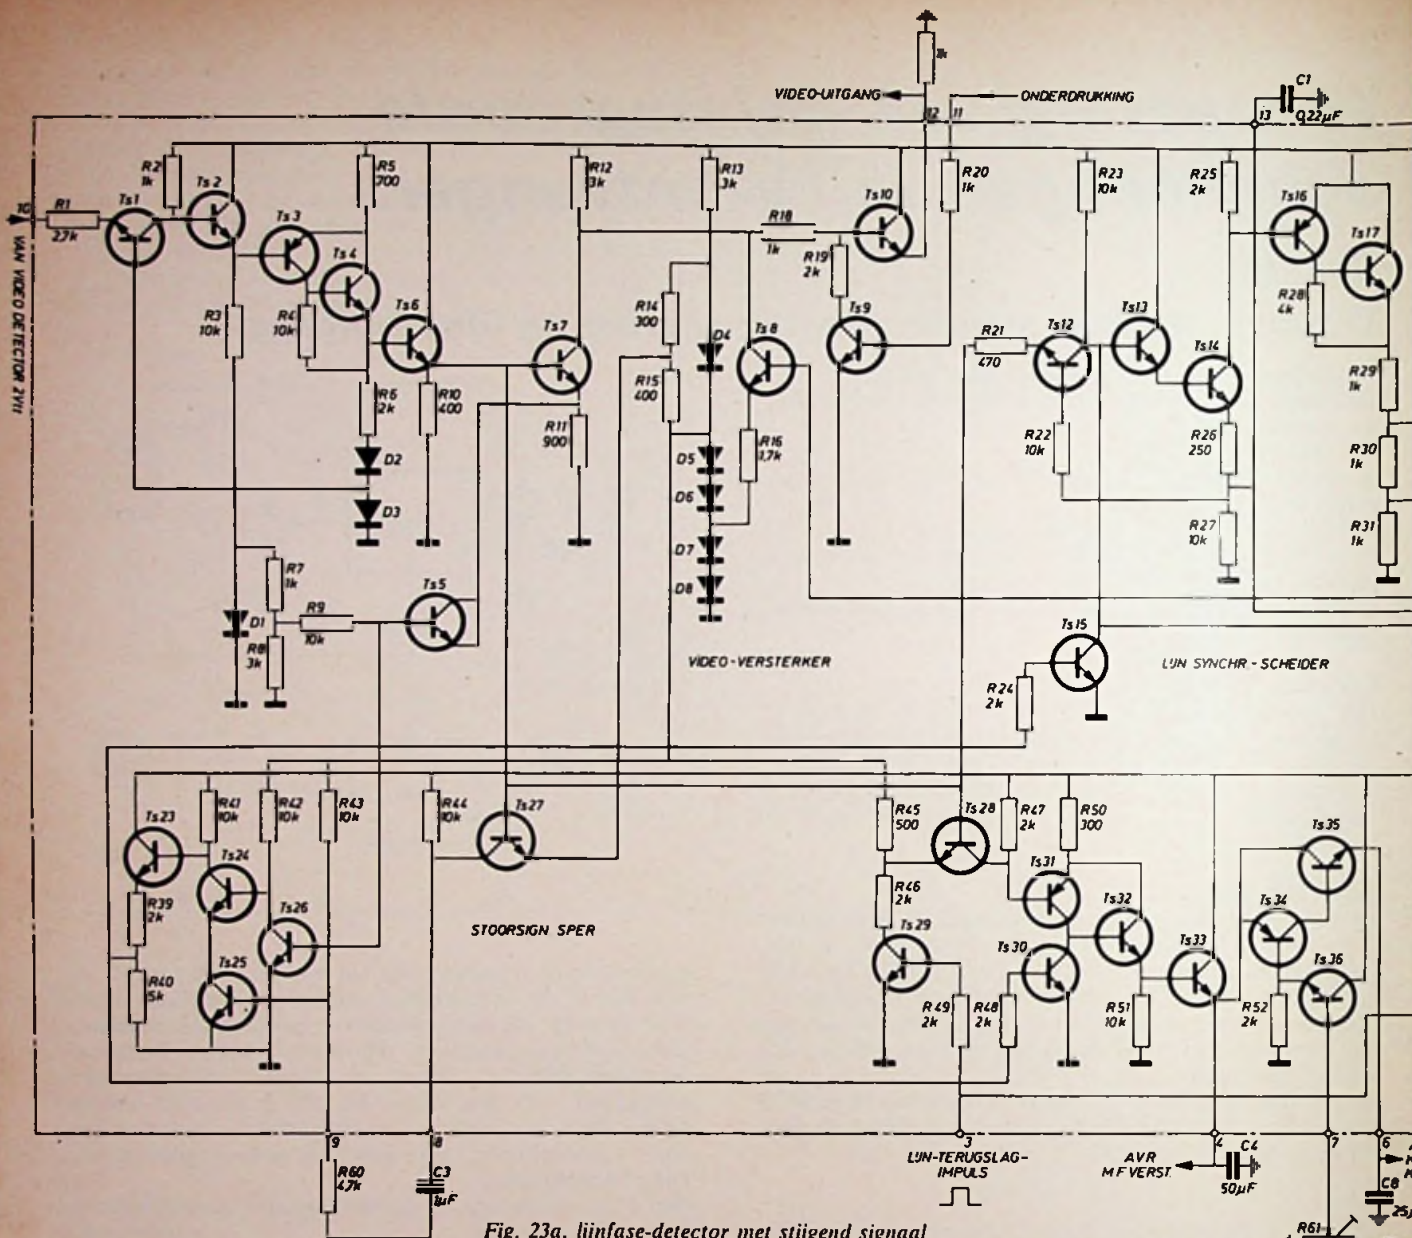 1k
VIDEO-UITGANG
12 11
ONDERDRUKKING
C1
0,22µF
13
10
VAN VIDEO DETECTOR ZVII
R1
2,7k
R2
1k
Ts1
Ts2
Ts3
Ts4
R5
700
R3
10k
R4
10k
Ts6
R6
2k
R10
400
D2
D3
R7
1k
D1
R8
3k
R9
10k
Ts5
R12
3k
Ts7
R11
900
R13
3k
R14
300
R15
400
D4
D5
D6
D7
D8
Ts8
R16
1,7k
R18
1k
R19
2k
Ts9
Ts10
R20
1k
R21
470
Ts12
R22
10k
R23
10k
Ts13
Ts14
R25
2k
R26
250
R27
10k
Ts16
Ts17
R28
4k
R29
1k
R30
1k
R31
1k
Ts15
R24
2k
VIDEO-VERSTERKER
LIJN SYNCHR-SCHEIDER
Ts23
R41
10k
R42
10k
R43
10k
R44
10k
Ts27
Ts24
R39
2k
Ts26
R40
5k
Ts25
STOORSIGN SPER
R45
500
Ts28
R47
2k
R50
300
R46
2k
Ts29
Ts31
Ts30
Ts32
R49
2k
R48
2k
R51
10k
Ts33
Ts34
Ts35
Ts36
R52
2k
9
8
3
4
7
6
R60
47k
C3
1µF
LIJN-TERUGSLAG-
IMPULS
AVR
MF VERST.
C4
50µF
C8
R61
Fig. 23a. lijnfase-detector met stijgend signaal